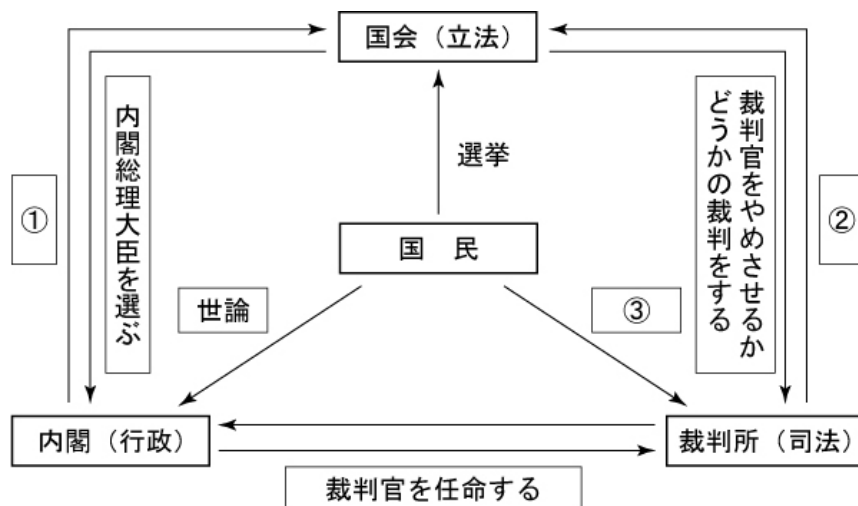 国会（立法）
内閣総理大臣を選ぶ
選挙
裁判官をやめさせるか
どうかの裁判をする
①
②
国 民
世論
③
内閣（行政）
裁判所（司法）
裁判官を任命する